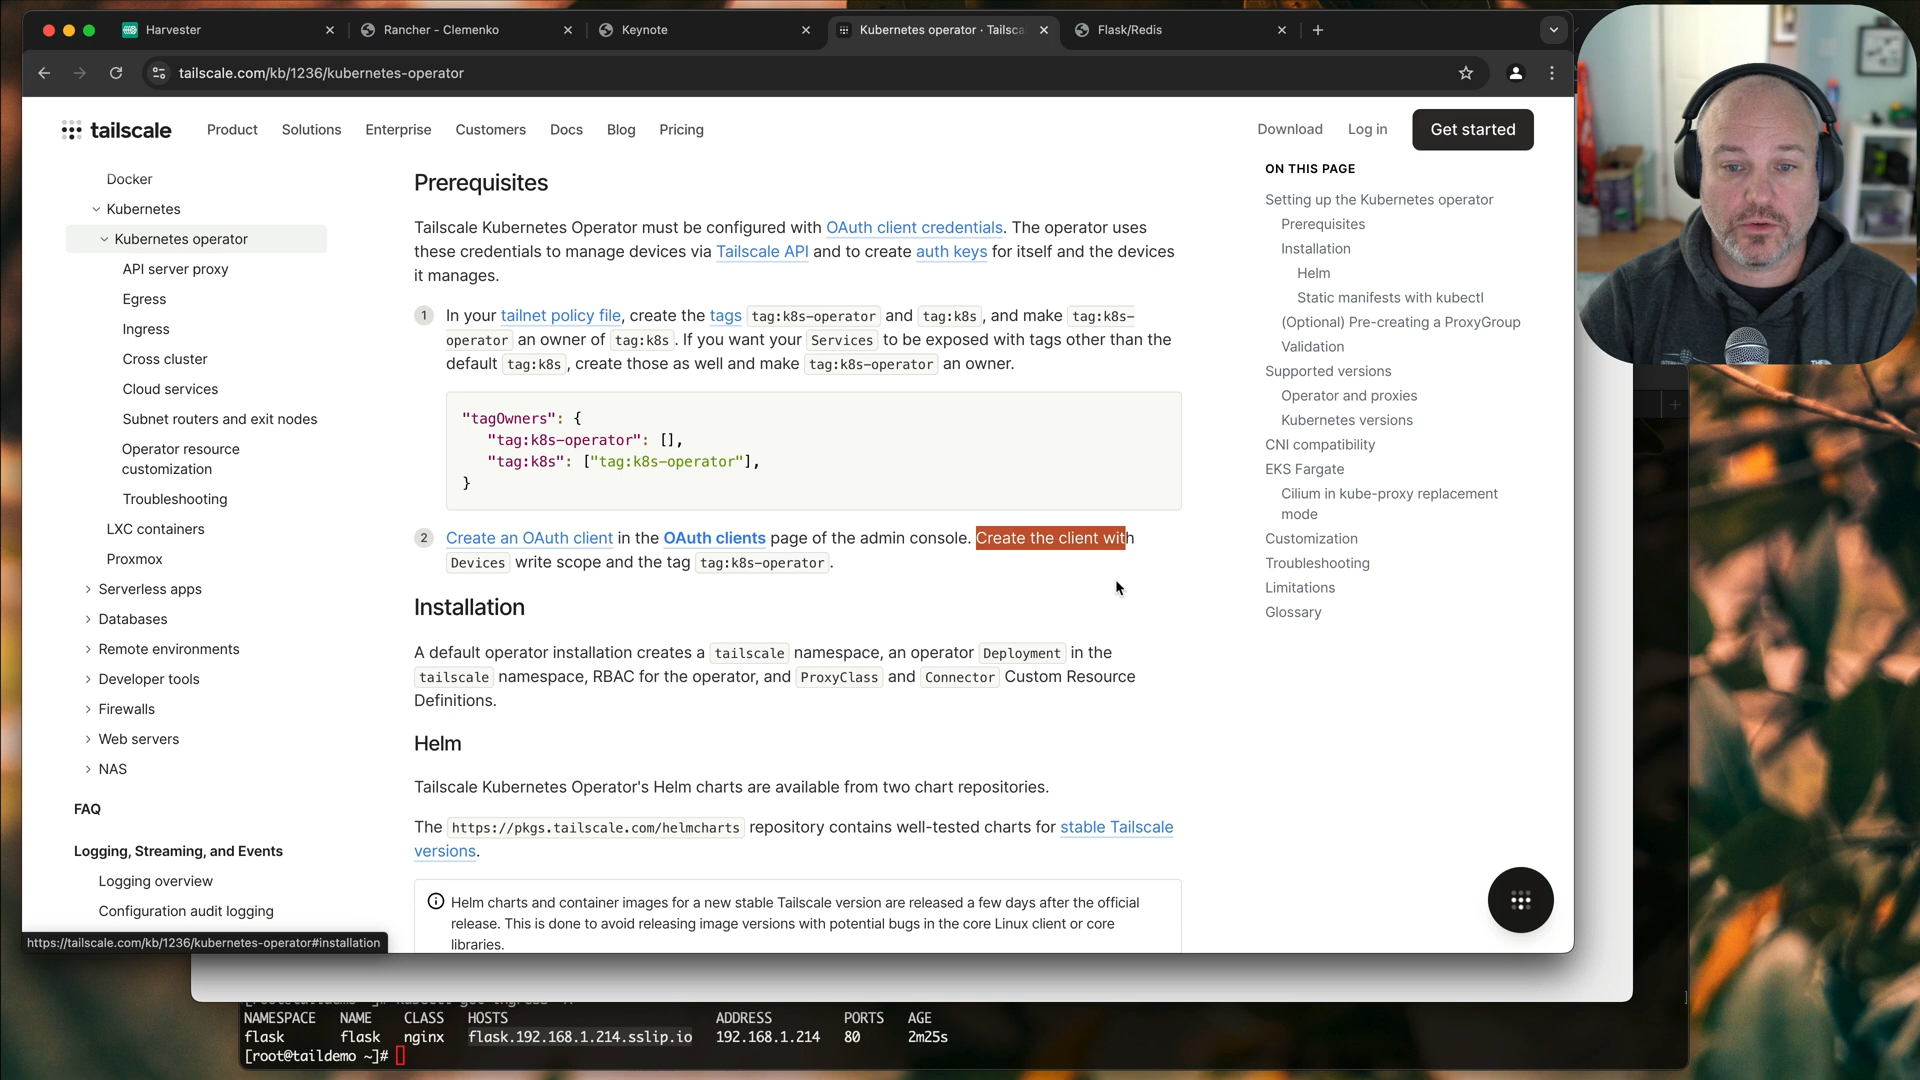 Harvester
Rancher - Clemenko
Keynote
Kubernetes operator · Tailsca
Flask/Redis
tailscale.com/kb/1236/kubernetes-operator
tailscale
Product
Solutions
Enterprise
Customers
Docs
Blog
Pricing
Download
Log in
Get started
Docker
Kubernetes
Kubernetes operator
API server proxy
Egress
Ingress
Cross cluster
Cloud services
Subnet routers and exit nodes
Operator resource
customization
Troubleshooting
LXC containers
Proxmox
Serverless apps
Databases
Remote environments
Developer tools
Firewalls
Web servers
NAS
FAQ
Logging, Streaming, and Events
Logging overview
Configuration audit logging
https://tailscale.com/kb/1236/kubernetes-operator#installation
Prerequisites
Tailscale Kubernetes Operator must be configured with OAuth client credentials. The operator uses
these credentials to manage devices via Tailscale API and to create auth keys for itself and the devices
it manages.
1 In your tailnet policy file, create the tags tag:k8s-operator and tag:k8s, and make tag:k8s-
operator an owner of tag:k8s. If you want your Services to be exposed with tags other than the
default tag:k8s, create those as well and make tag:k8s-operator an owner.
"tagOwners": {
"tag:k8s-operator": [],
"tag:k8s": ["tag:k8s-operator"],
}
2 Create an OAuth client in the OAuth clients page of the admin console. Create the client with
Devices write scope and the tag tag:k8s-operator.
Installation
A default operator installation creates a tailscale namespace, an operator Deployment in the
tailscale namespace, RBAC for the operator, and ProxyClass and Connector Custom Resource
Definitions.
Helm
Tailscale Kubernetes Operator's Helm charts are available from two chart repositories.
The https://pkgs.tailscale.com/helmcharts repository contains well-tested charts for stable Tailscale
versions.
Helm charts and container images for a new stable Tailscale version are released a few days after the official
release. This is done to avoid releasing image versions with potential bugs in the core Linux client or core
libraries.
ON THIS PAGE
Setting up the Kubernetes operator
Prerequisites
Installation
Helm
Static manifests with kubectl
(Optional) Pre-creating a ProxyGroup
Validation
Supported versions
Operator and proxies
Kubernetes versions
CNI compatibility
EKS Fargate
Cilium in kube-proxy replacement
mode
Customization
Troubleshooting
Limitations
Glossary
NAMESPACE NAME CLASS HOSTS ADDRESS PORTS AGE
flask flask nginx flask.192.168.1.214.sslip.io 192.168.1.214 80 2m25s
[root@taildemo ~]#